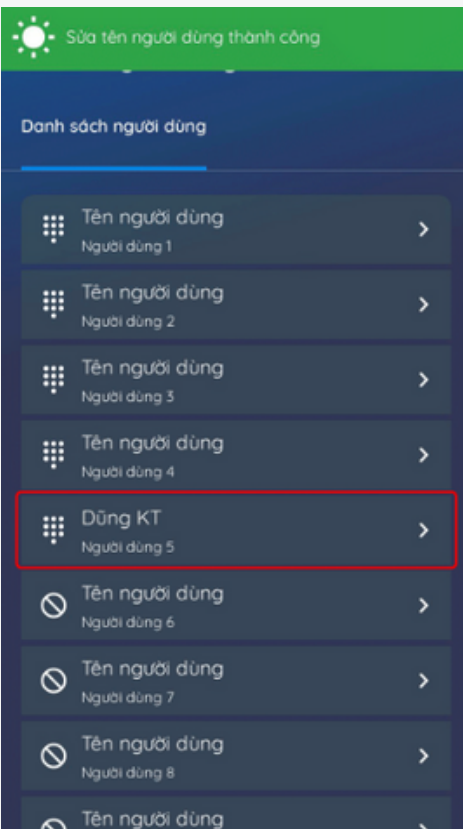 Sửa tên người dùng thành công
Danh sách người dùng
Tên người dùng
Người dùng 1
Tên người dùng
Người dùng 2
Tên người dùng
Người dùng 3
Tên người dùng
Người dùng 4
Dũng KT
Người dùng 5
Tên người dùng
Người dùng 6
Tên người dùng
Người dùng 7
Tên người dùng
Người dùng 8
Tên người dùng